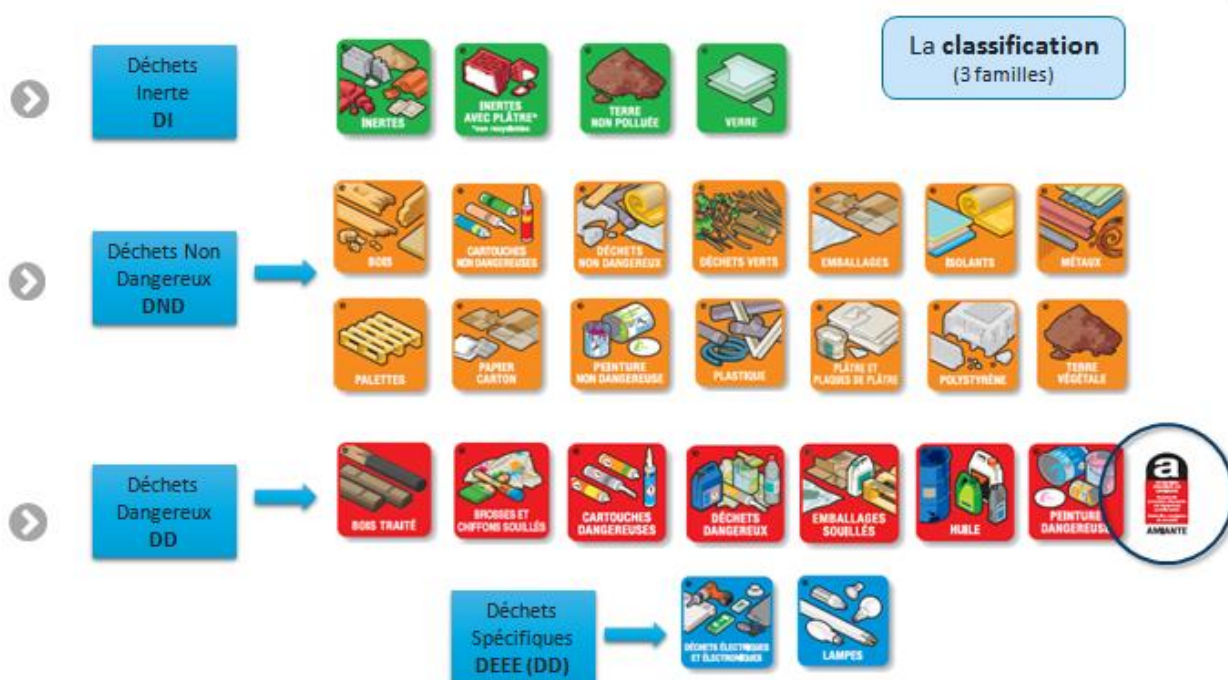 La classification
(3 familles)
Déchets
Inerte
DI
INERTES
INERTES
AVEC PLÂTRE*
*non recyclables
TERRE
NON POLLUÉE
VERRE
Déchets Non
Dangereux
DND
BOIS
CARTOUCHES
NON DANGEREUSES
DÉCHETS
NON DANGEREUX
DÉCHETS VERTS
EMBALLAGES
ISOLANTS
MÉTAUX
PALETTES
PAPIER
CARTON
PEINTURE
NON DANGEREUSE
PLASTIQUE
PLÂTRE ET
PLAQUES DE PLÂTRE
POLYSTYRÈNE
TERRE
VÉGÉTALE
Déchets
Dangereux
DD
BOIS TRAITÉ
BROSSES ET
CHIFFONS SOUILLÉS
CARTOUCHES
DANGEREUSES
DÉCHETS
DANGEREUX
EMBALLAGES
SOUILLÉS
HUILE
PEINTURE
DANGEREUSE
a
AMIANTE
Déchets
Spécifiques
DEEE (DD)
DÉCHETS ÉLECTRIQUES
ET ÉLECTRONIQUES
LAMPES